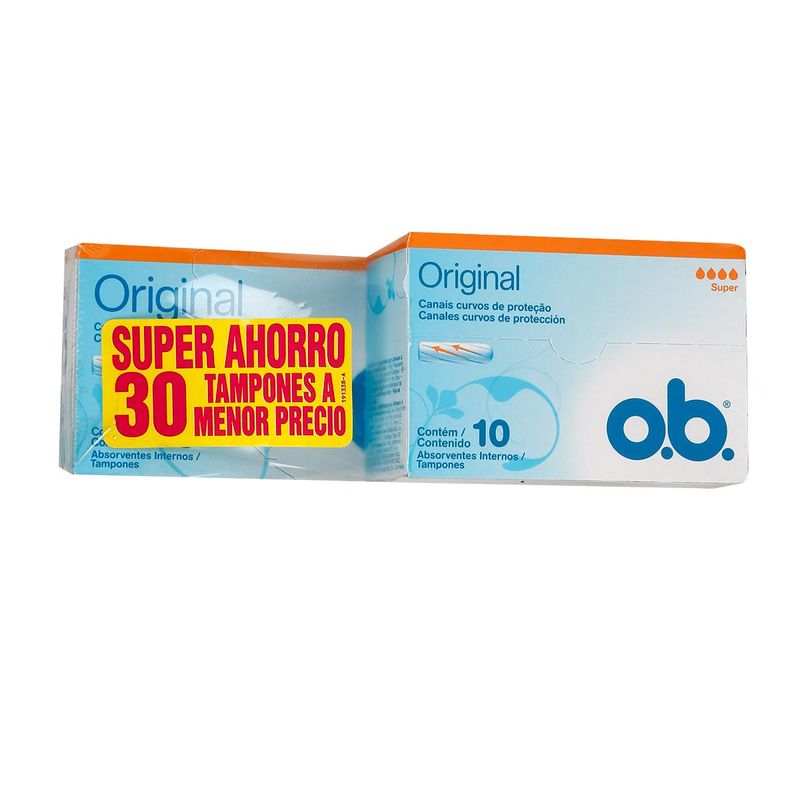 Original
SUPER AHORRO
30 TAMPONES A
MENOR PRECIO
191338-A
Absorventes Internos /
Tampones
Original
Super
Canais curvos de proteção
Canales curvos de protección
Contém /
Contenido 10
Absorventes Internos /
Tampones
o.b.®